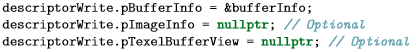 descriptorWrite.pBufferInfo = &bufferInfo;
descriptorWrite.pImageInfo = nullptr; // Optional
descriptorWrite.pTexelBufferView = nullptr; // Optional